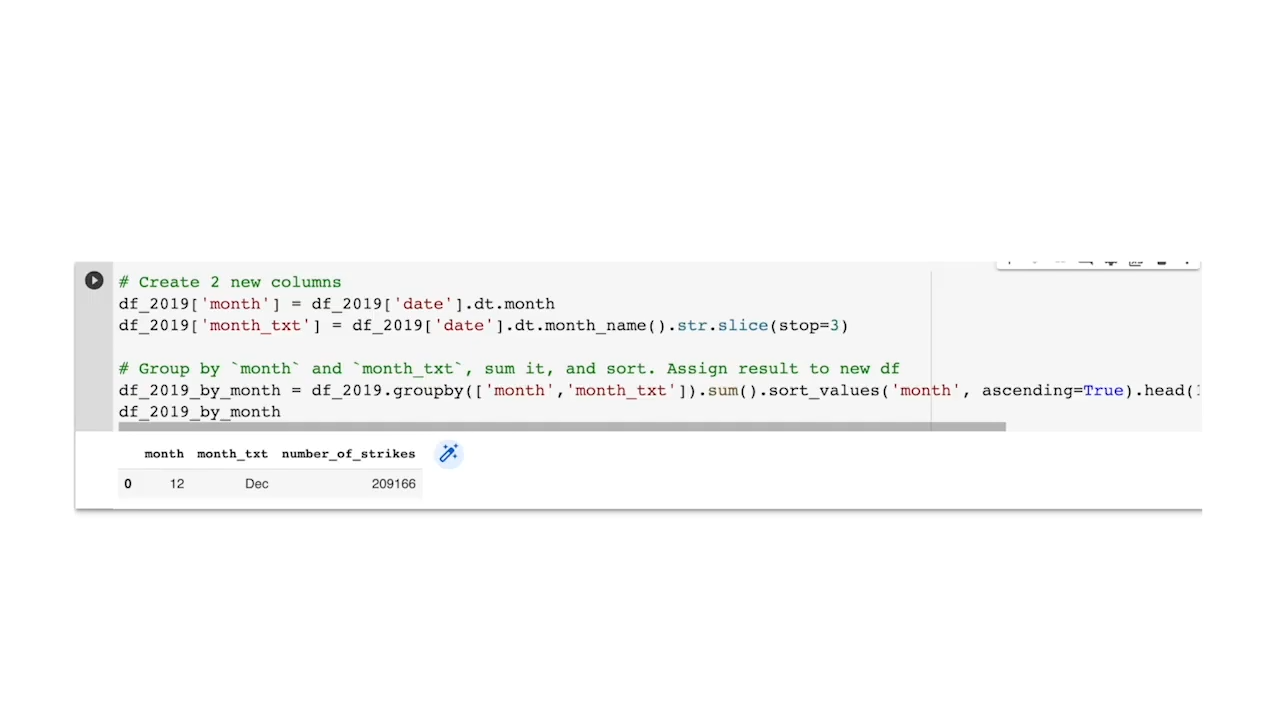 # Create 2 new columns
df_2019['month'] = df_2019['date'].dt.month
df_2019['month_txt'] = df_2019['date'].dt.month_name().str.slice(stop=3)
# Group by `month` and `month_txt`, sum it, and sort. Assign result to new df
df_2019_by_month = df_2019.groupby(['month','month_txt']).sum().sort_values('month', ascending=True).head(
df_2019_by_month
month month_txt number_of_strikes
0 12 Dec 209166